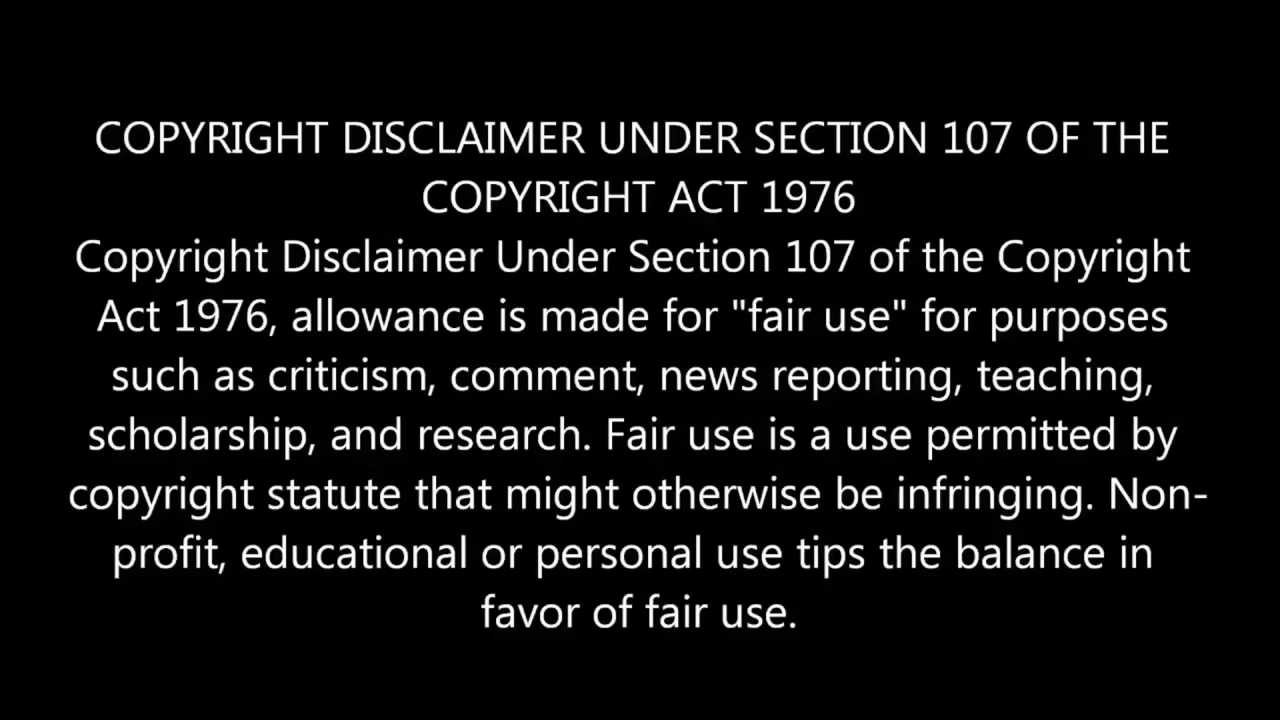 COPYRIGHT DISCLAIMER UNDER SECTION 107 OF THE
COPYRIGHT ACT 1976
Copyright Disclaimer Under Section 107 of the Copyright
Act 1976, allowance is made for "fair use" for purposes
such as criticism, comment, news reporting, teaching,
scholarship, and research. Fair use is a use permitted by
copyright statute that might otherwise be infringing. Non-
profit, educational or personal use tips the balance in
favor of fair use.